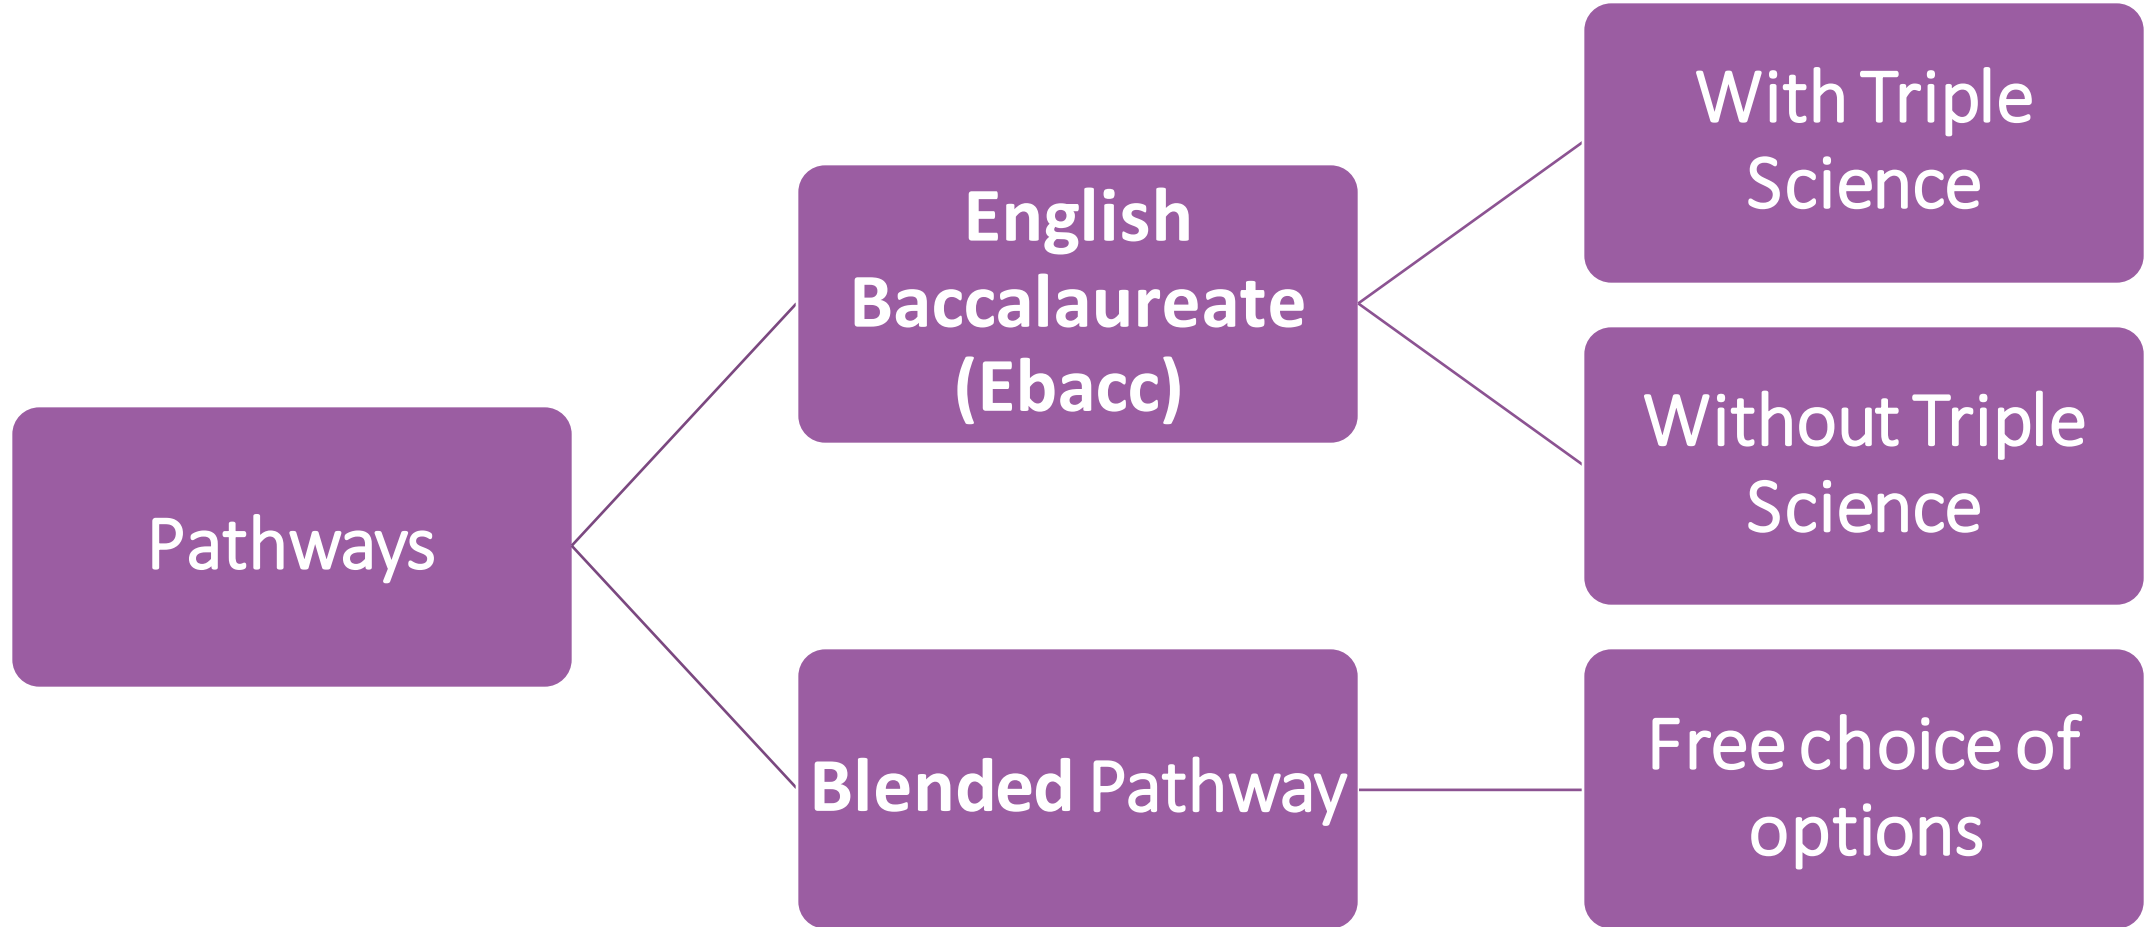 Pathways
English
Baccalaureate
(Ebacc)
With Triple
Science
Without Triple
Science
Blended Pathway
Free choice of
options